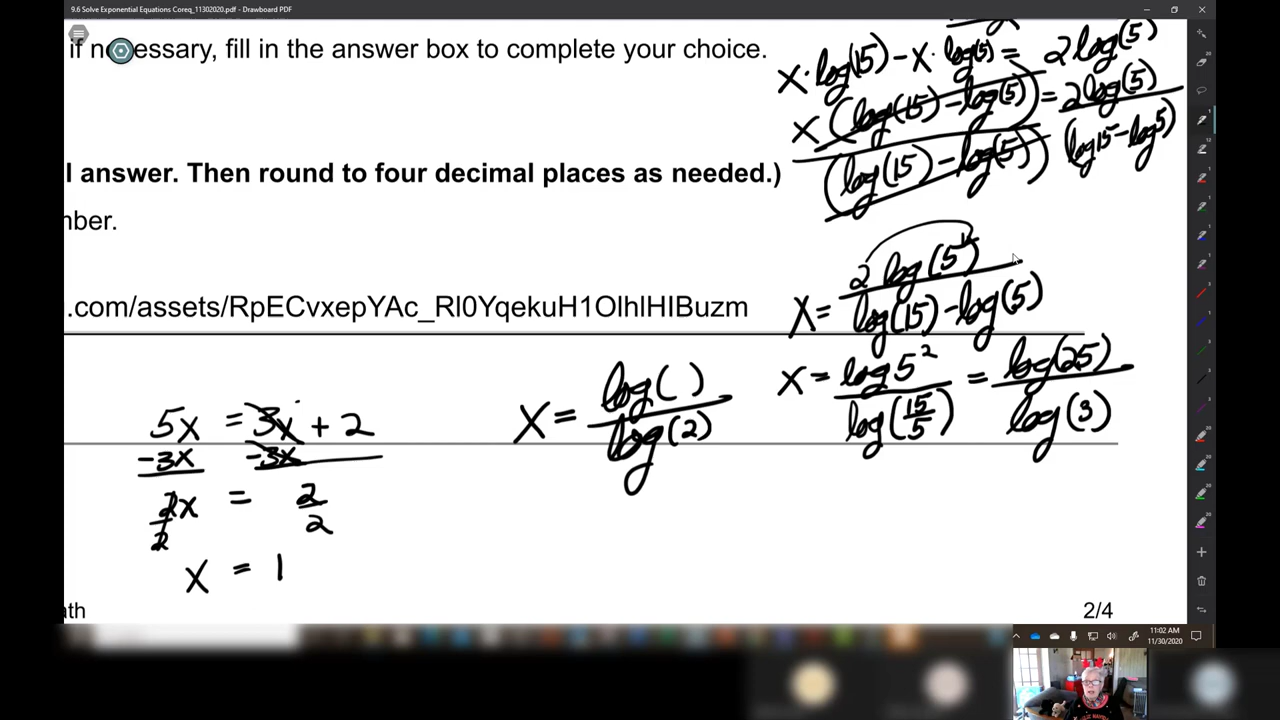 9.6 Solve Exponential Equations Coreq_11302020.pdf - Drawboard PDF
if necessary, fill in the answer box to complete your choice.
x·log(15) - x·log(5) = 2log(5)
x(log(15) - log(5)) = 2log(5)
(log(15) - log(5)) (log15 - log5)
l answer. Then round to four decimal places as needed.)
nber.
2 log(5)
x =
log(15) - log(5)
.com/assets/RpECvxepYAc_Rl0YqekuH1OlhlHIBuzm
x = log( )
log(2)
x = log5² = log(25)
log(15/5) log(3)
5x = 3x + 2
-3x -3x
2x = 2
2 2
x = 1
ath
2/4
11:02 AM
11/30/2020